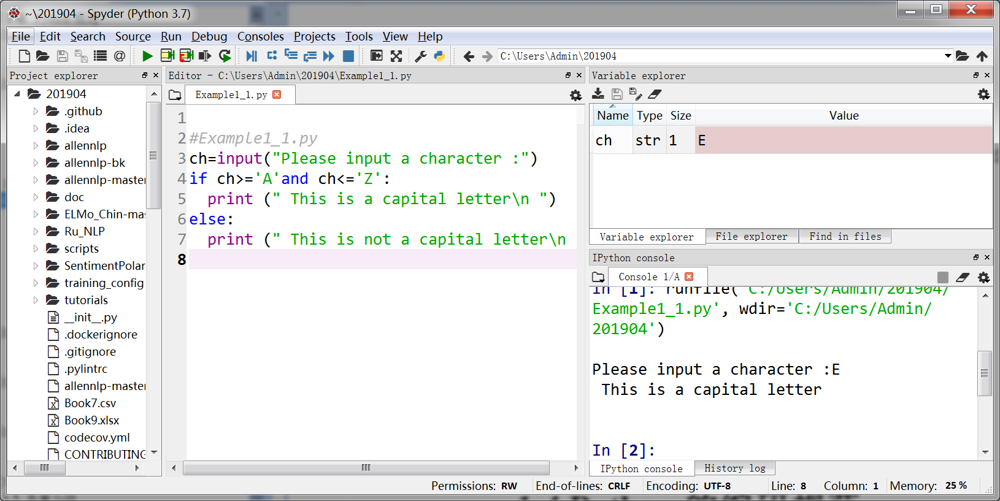 ~\201904 - Spyder (Python 3.7)
File Edit Search Source Run Debug Consoles Projects Tools View Help
C:\Users\Admin\201904
Project explorer
201904
.github
.idea
allennlp
allennlp-bk
allennlp-master
doc
ELMo_Chin-mas
Ru_NLP
scripts
SentimentPolar
training_config
tutorials
__init__.py
.dockerignore
.gitignore
.pylintrc
allennlp-master
Book7.csv
Book9.xlsx
codecov.yml
CONTRIBUTING
Editor - C:\Users\Admin\201904\Example1_1.py
Example1_1.py
1
2 #Example1_1.py
3 ch=input("Please input a character :")
4 if ch>='A'and ch<='Z':
5   print (" This is a capital letter\n ")
6 else:
7   print (" This is not a capital letter\n
8
Variable explorer
Name Type Size Value
ch str 1 E
Variable explorer File explorer Find in files
IPython console
Console 1/A
In [1]: runfile('C:/Users/Admin/201904/
Example1_1.py', wdir='C:/Users/Admin/
201904')
Please input a character :E
 This is a capital letter
In [2]:
IPython console History log
Permissions: RW End-of-lines: CRLF Encoding: UTF-8 Line: 8 Column: 1 Memory: 25 %